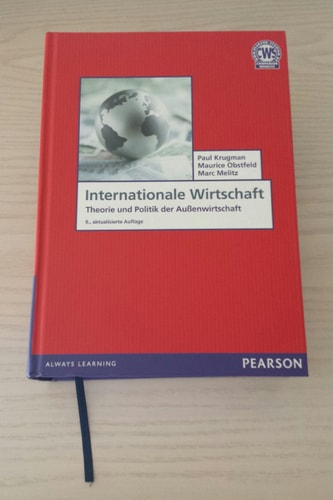 CWS
Paul Krugman
Maurice Obstfeld
Marc Melitz
Internationale Wirtschaft
Theorie und Politik der Außenwirtschaft
9., aktualisierte Auflage
ALWAYS LEARNING
PEARSON